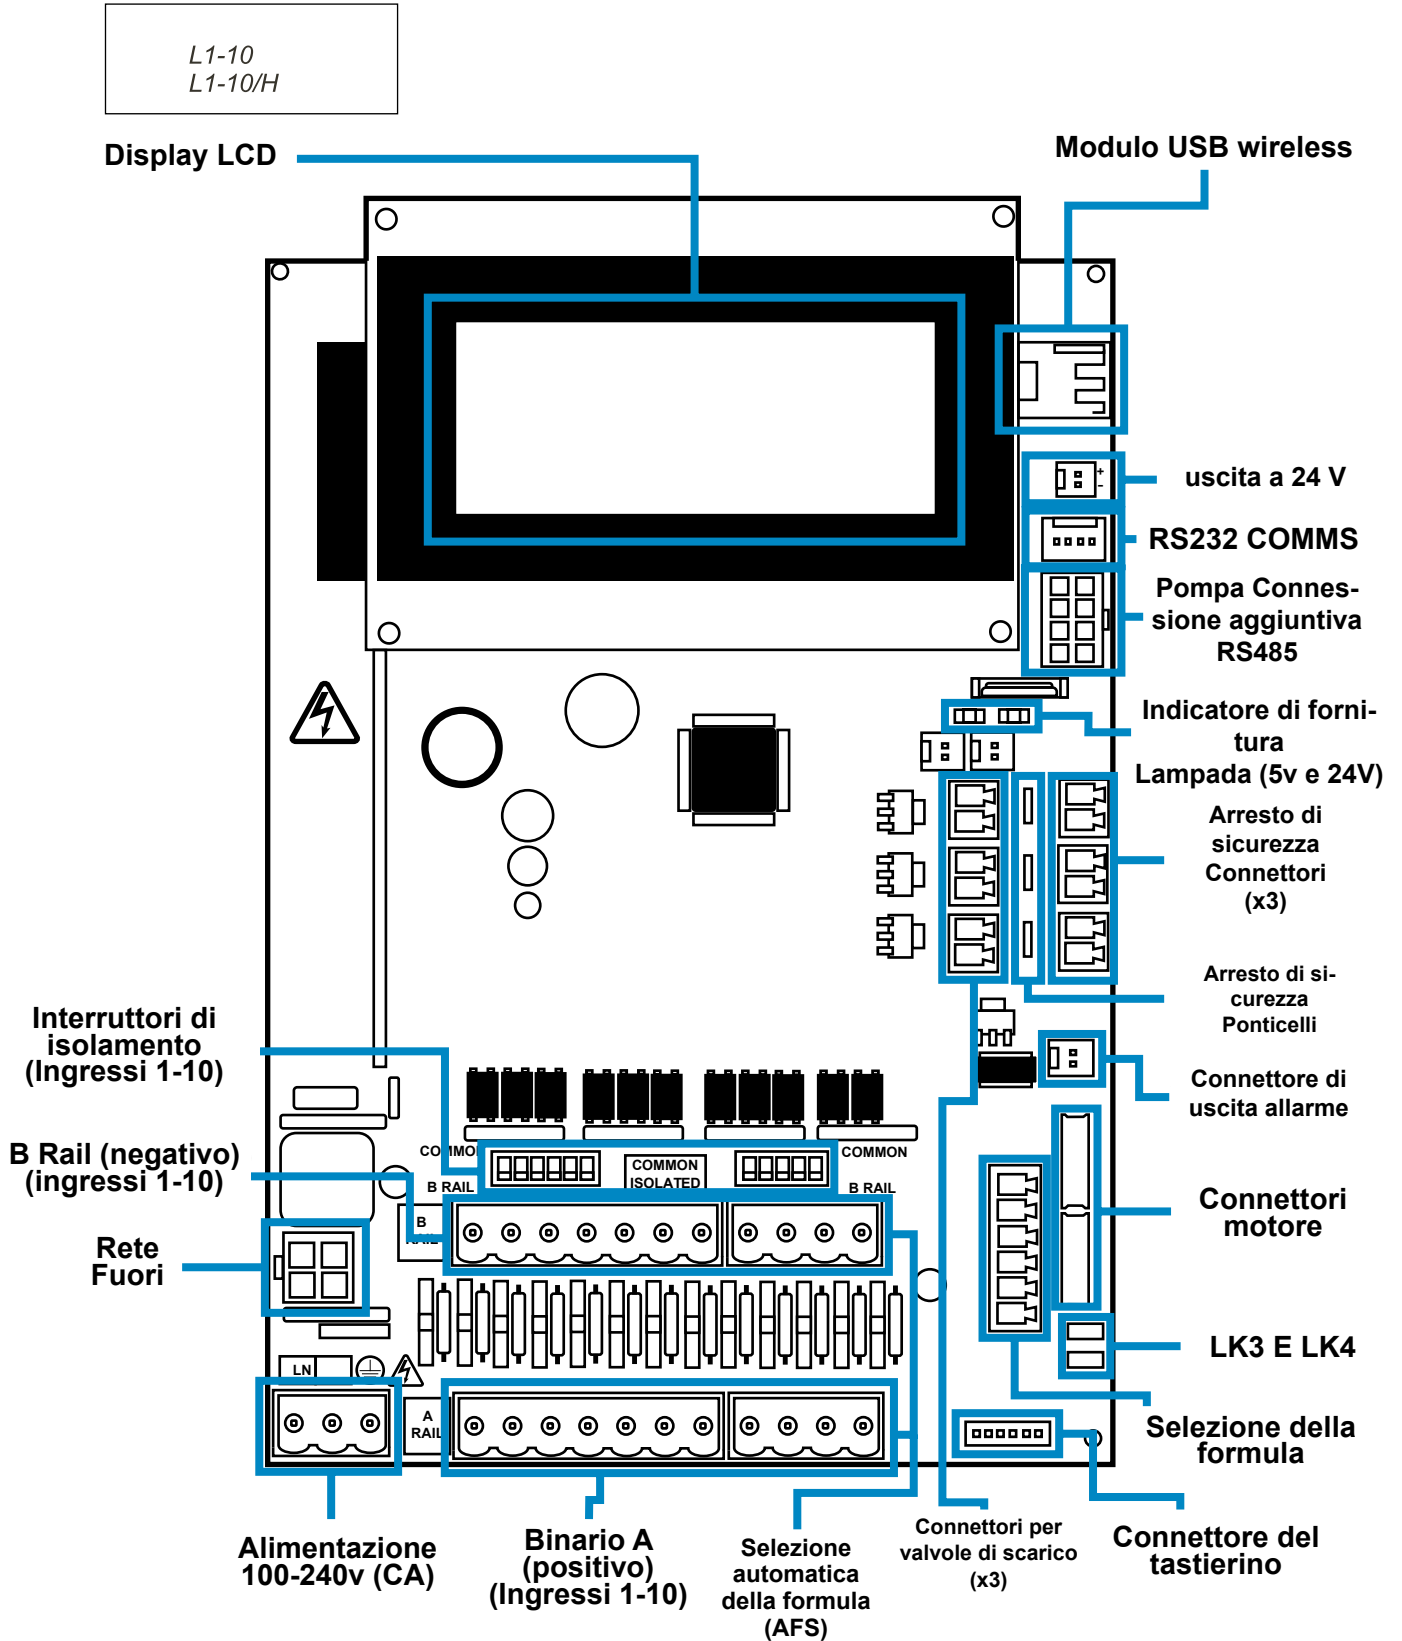 L1-10
L1-10/H
Display LCD
Modulo USB wireless
+
-
uscita a 24 V
RS232 COMMS
Pompa Connes-
sione aggiuntiva
RS485
Indicatore di forni-
tura
Lampada (5v e 24V)
Arresto di
sicurezza
Connettori
(x3)
Arresto di si-
curezza
Ponticelli
Interruttori di
isolamento
(Ingressi 1-10)
Connettore di
uscita allarme
B Rail (negativo)
(ingressi 1-10)
COMMON
COMMON
ISOLATED
COMMON
B RAIL
B RAIL
B
RAIL
Connettori
motore
Rete
Fuori
LK3 E LK4
LN
A
RAIL
Selezione della
formula
Alimentazione
100-240v (CA)
Binario A
(positivo)
(Ingressi 1-10)
Selezione
automatica
della formula
(AFS)
Connettori per
valvole di scarico
(x3)
Connettore del
tastierino